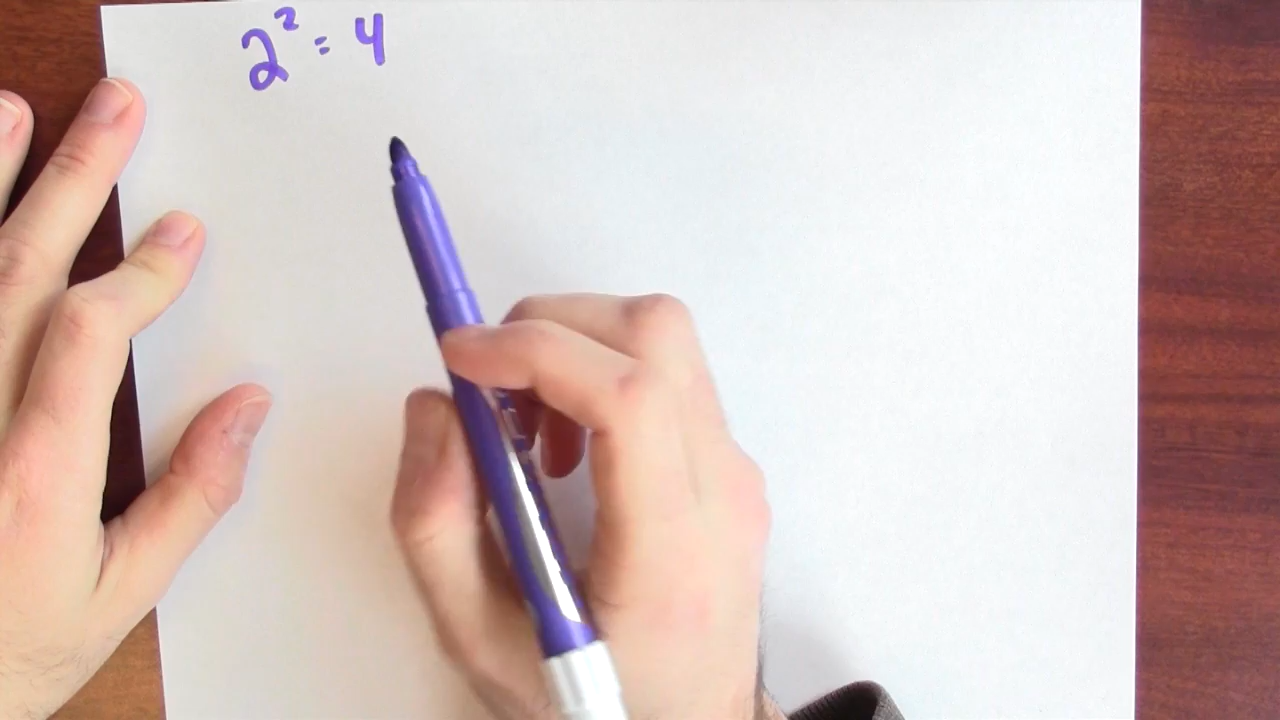 2² = 4